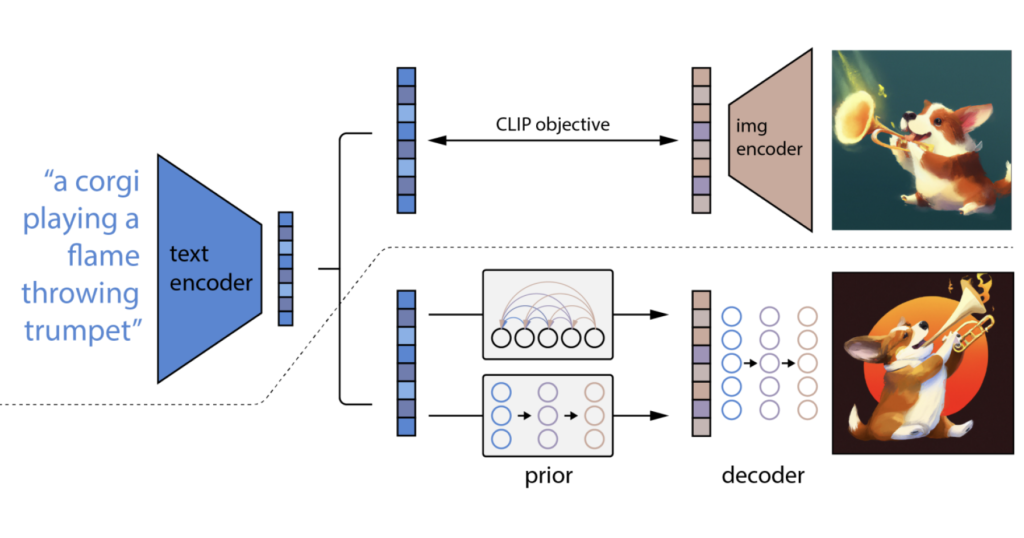 “a corgi
playing a
flame
throwing
trumpet”
text
encoder
CLIP objective
img
encoder
prior
decoder